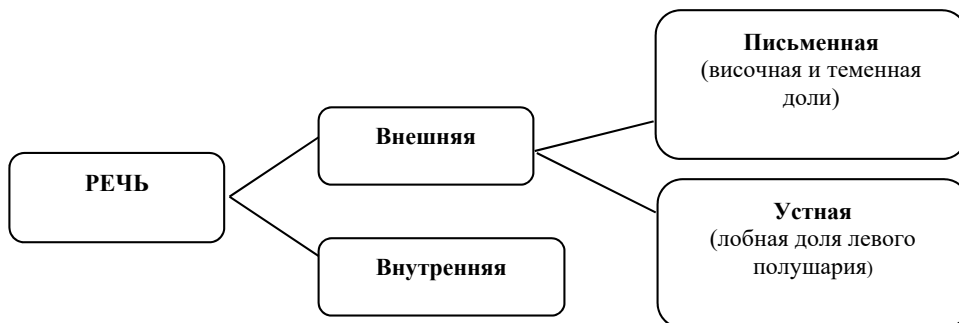 РЕЧЬ
Внешняя
Внутренняя
Письменная
(височная и теменная
доли)
Устная
(лобная доля левого
полушария)